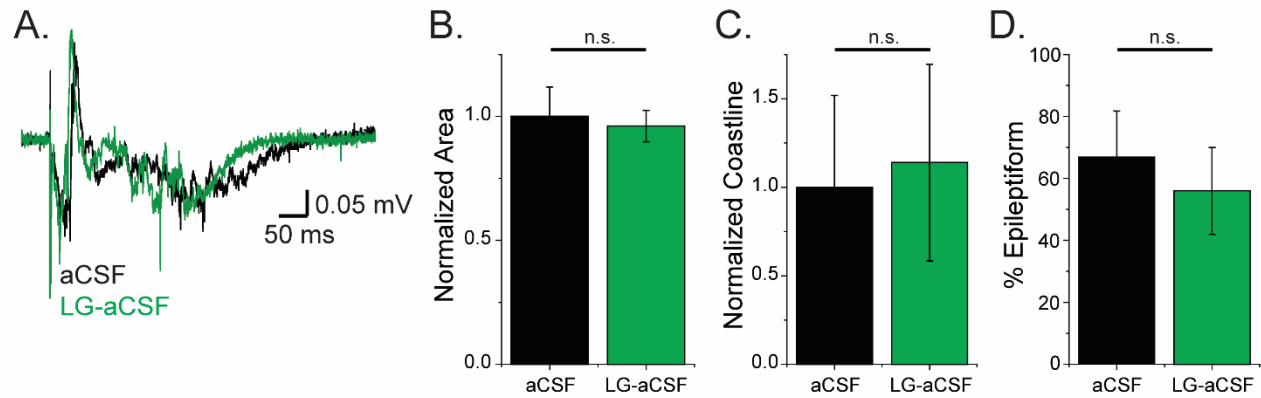 A.
aCSF
LG-aCSF
0.05 mV
50 ms
B.
n.s.
Normalized Area
1.0
0.5
0.0
aCSF
LG-aCSF
C.
n.s.
Normalized Coastline
1.5
1.0
0.5
0.0
aCSF
LG-aCSF
D.
n.s.
% Epileptiform
100
80
60
40
20
0
aCSF
LG-aCSF